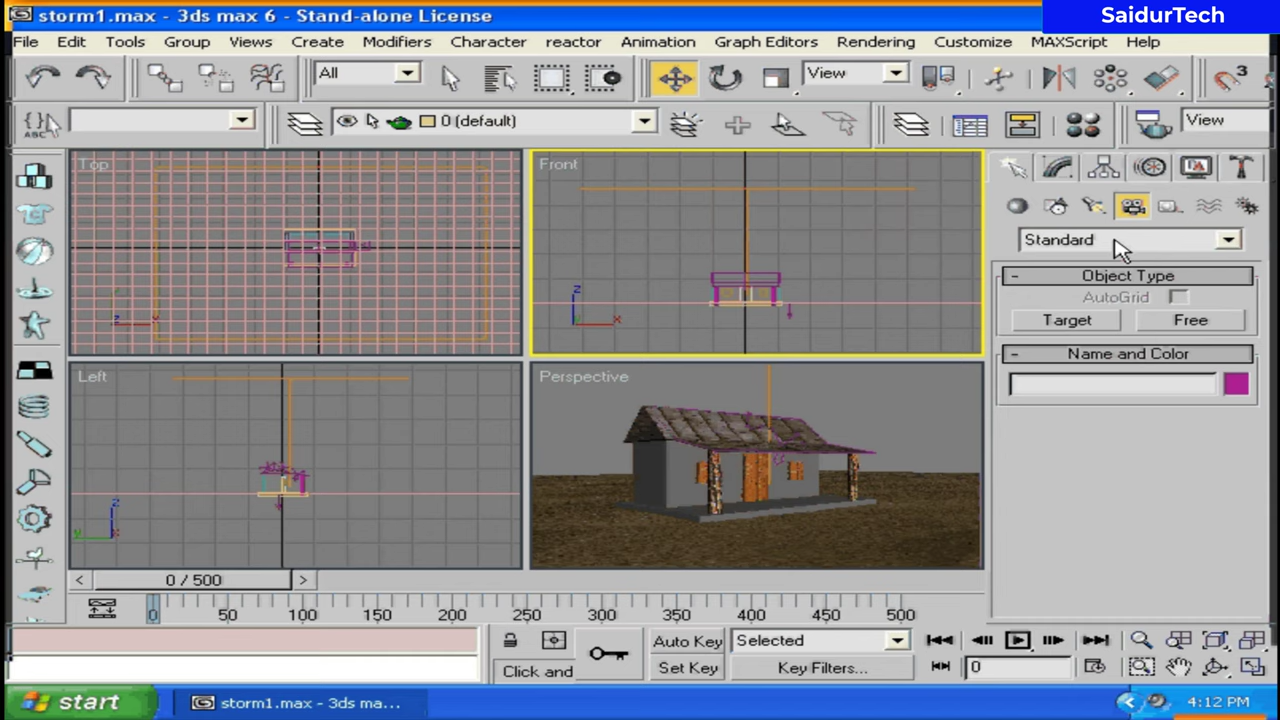 storm1.max - 3ds max 6 - Stand-alone License
SaidurTech
File Edit Tools Group Views Create Modifiers Character reactor Animation Graph Editors Rendering Customize MAXScript Help
All
View
3
ABC
0 (default)
View
Top
Front
z
x
z
x
Standard
Object Type
AutoGrid
Target Free
Name and Color
Left
Perspective
z
y
x
< 0 / 500 >
0 50 100 150 200 250 300 350 400 450 500
Auto Key Selected
Click and Set Key Key Filters... 0
start storm1.max - 3ds ma... 4:12 PM